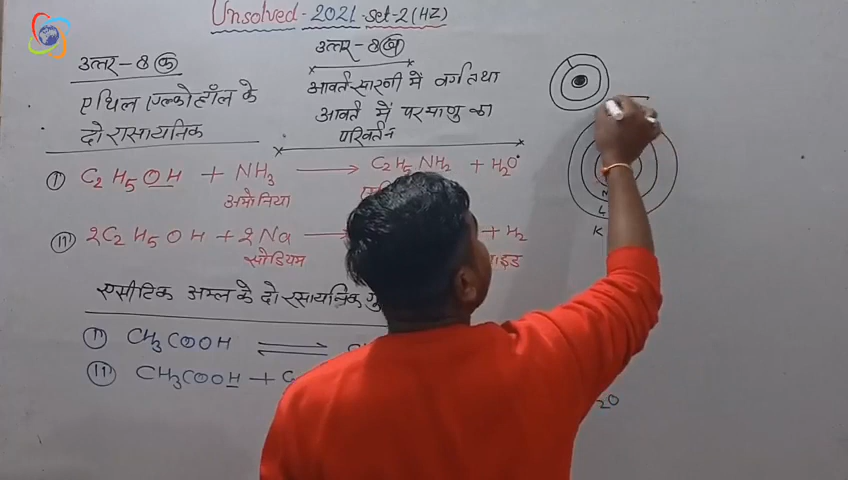 Unsolved-2021-set-2(HZ)
उत्तर-8(क)
एथिल एल्कोहॉल के
दो रासायनिक
उत्तर-8(ख)
आवर्त सारणी में वर्ग तथा
आवर्त में परमाणु का
परिवर्तन
(I) C2H5OH + NH3 → C2H5NH2 + H2O
अमोनिया
(II) 2C2H5OH + 2Na → + H2
सोडियम
एसीटिक अम्ल के दो रसायनिक गु
(I) CH3COOH ⇌
(II) CH3COOH +
L
K